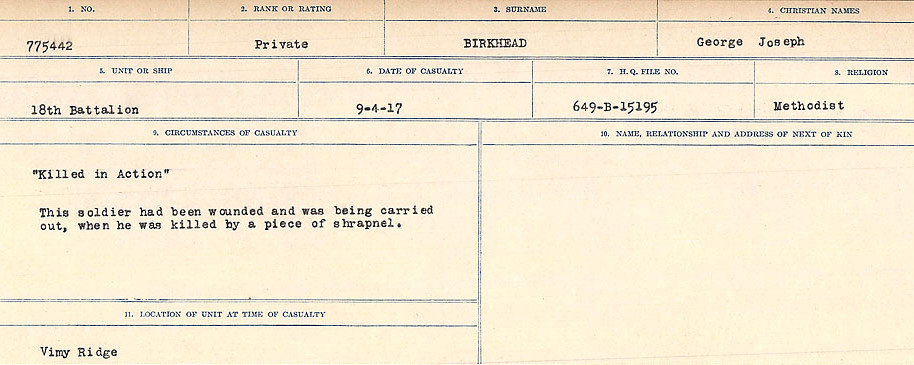 1. NO. 2. RANK OR RATING 3. SURNAME 4. CHRISTIAN NAMES
775442 Private BIRKHEAD George Joseph
5. UNIT OR SHIP 6. DATE OF CASUALTY 7. H.Q. FILE NO. 8. RELIGION
18th Battalion 9-4-17 649-B-15195 Methodist
9. CIRCUMSTANCES OF CASUALTY 10. NAME, RELATIONSHIP AND ADDRESS OF NEXT OF KIN
"Killed in Action"
This soldier had been wounded and was being carried
out, when he was killed by a piece of shrapnel.
11. LOCATION OF UNIT AT TIME OF CASUALTY
Vimy Ridge